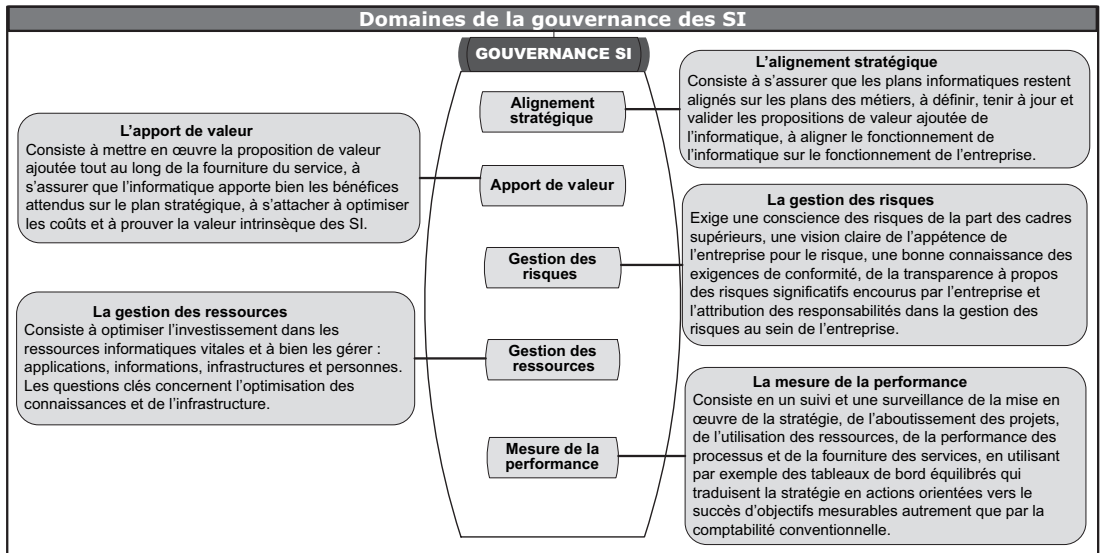 Domaines de la gouvernance des SI
GOUVERNANCE SI
Alignement
stratégique
L’alignement stratégique
Consiste à s’assurer que les plans informatiques restent
alignés sur les plans des métiers, à définir, tenir à jour et
valider les propositions de valeur ajoutée de
l’informatique, à aligner le fonctionnement de
l’informatique sur le fonctionnement de l’entreprise.
L’apport de valeur
Consiste à mettre en œuvre la proposition de valeur
ajoutée tout au long de la fourniture du service, à
s’assurer que l’informatique apporte bien les bénéfices
attendus sur le plan stratégique, à s’attacher à optimiser
les coûts et à prouver la valeur intrinsèque des SI.
Apport de valeur
Gestion des
risques
La gestion des risques
Exige une conscience des risques de la part des cadres
supérieurs, une vision claire de l’appétence de
l’entreprise pour le risque, une bonne connaissance des
exigences de conformité, de la transparence à propos
des risques significatifs encourus par l’entreprise et
l’attribution des responsabilités dans la gestion des
risques au sein de l’entreprise.
La gestion des ressources
Consiste à optimiser l’investissement dans les
ressources informatiques vitales et à bien les gérer :
applications, informations, infrastructures et personnes.
Les questions clés concernent l’optimisation des
connaissances et de l’infrastructure.
Gestion des
ressources
Mesure de la
performance
La mesure de la performance
Consiste en un suivi et une surveillance de la mise en
œuvre de la stratégie, de l’aboutissement des projets,
de l’utilisation des ressources, de la performance des
processus et de la fourniture des services, en utilisant
par exemple des tableaux de bord équilibrés qui
traduisent la stratégie en actions orientées vers le
succès d’objectifs mesurables autrement que par la
comptabilité conventionnelle.